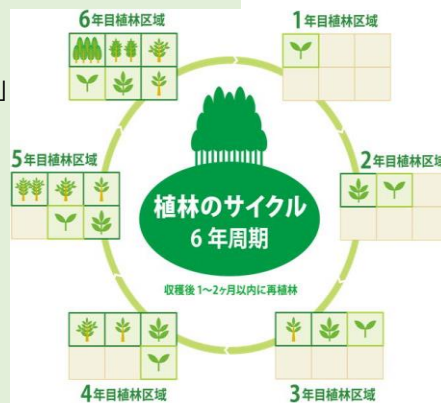 6年目植林区域
1年目植林区域
」
5年目植林区域
2年目植林区域
植林のサイクル
6年周期
収穫後1〜2ヶ月以内に再植林
4年目植林区域
3年目植林区域